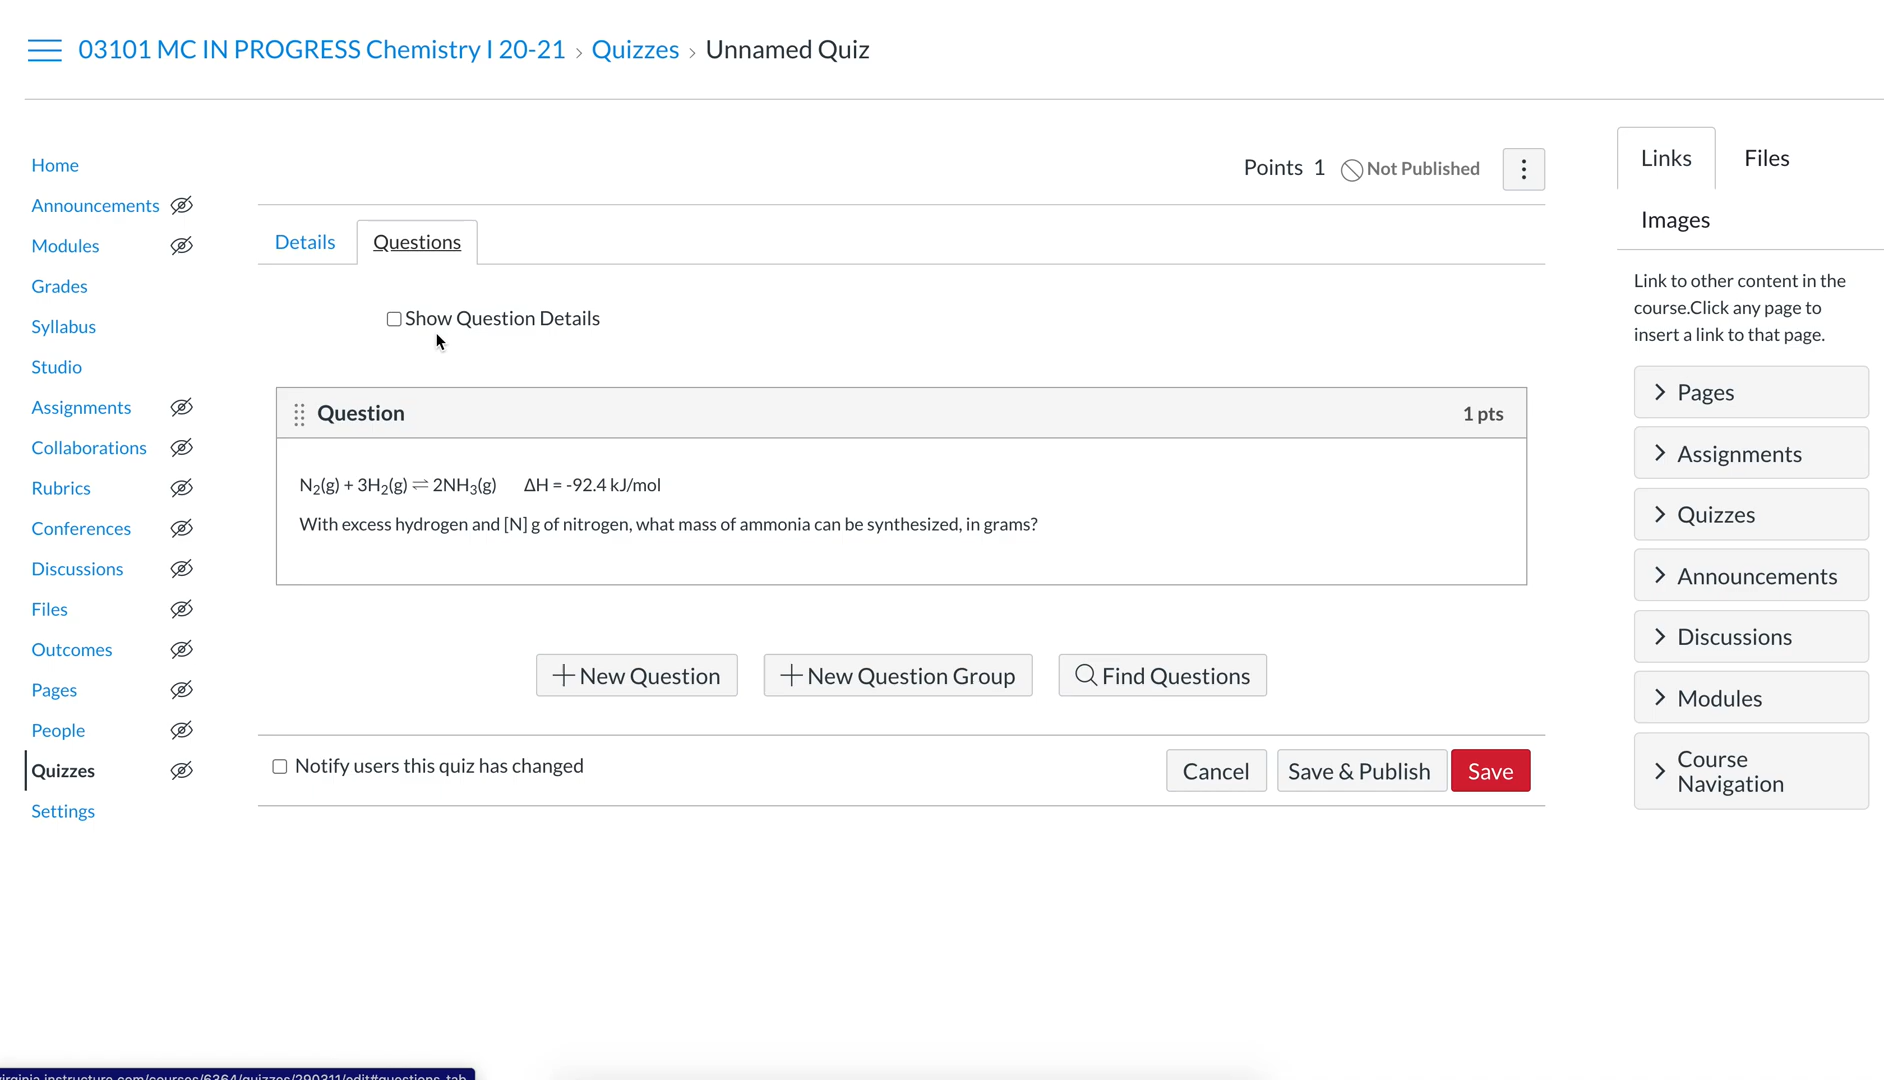 03101 MC IN PROGRESS Chemistry I 20-21 › Quizzes › Unnamed Quiz
Home
Announcements
Modules
Grades
Syllabus
Studio
Assignments
Collaborations
Rubrics
Conferences
Discussions
Files
Outcomes
Pages
People
Quizzes
Settings
Points 1 Not Published
Details Questions
Show Question Details
Question 1 pts
N₂(g) + 3H₂(g) ⇌ 2NH₃(g) ΔH = -92.4 kJ/mol
With excess hydrogen and [N] g of nitrogen, what mass of ammonia can be synthesized, in grams?
New Question New Question Group Find Questions
Notify users this quiz has changed
Cancel Save & Publish Save
Links Files
Images
Link to other content in the
course.Click any page to
insert a link to that page.
Pages
Assignments
Quizzes
Announcements
Discussions
Modules
Course
Navigation